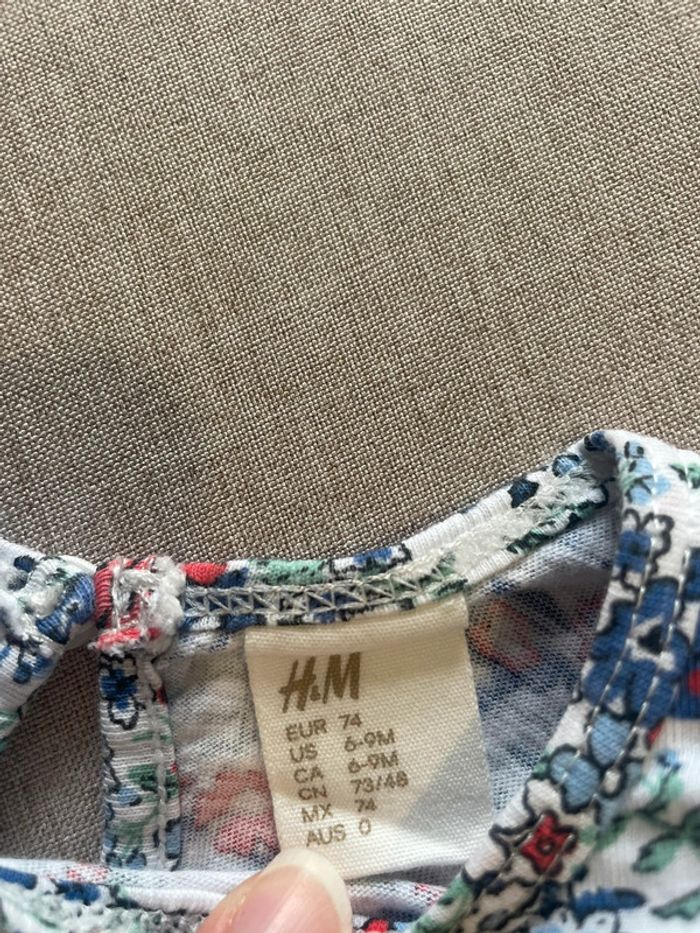 H&M
EUR 74
US 6-9M
CA 6-9M
CN 73/48
MX 74
AUS 0